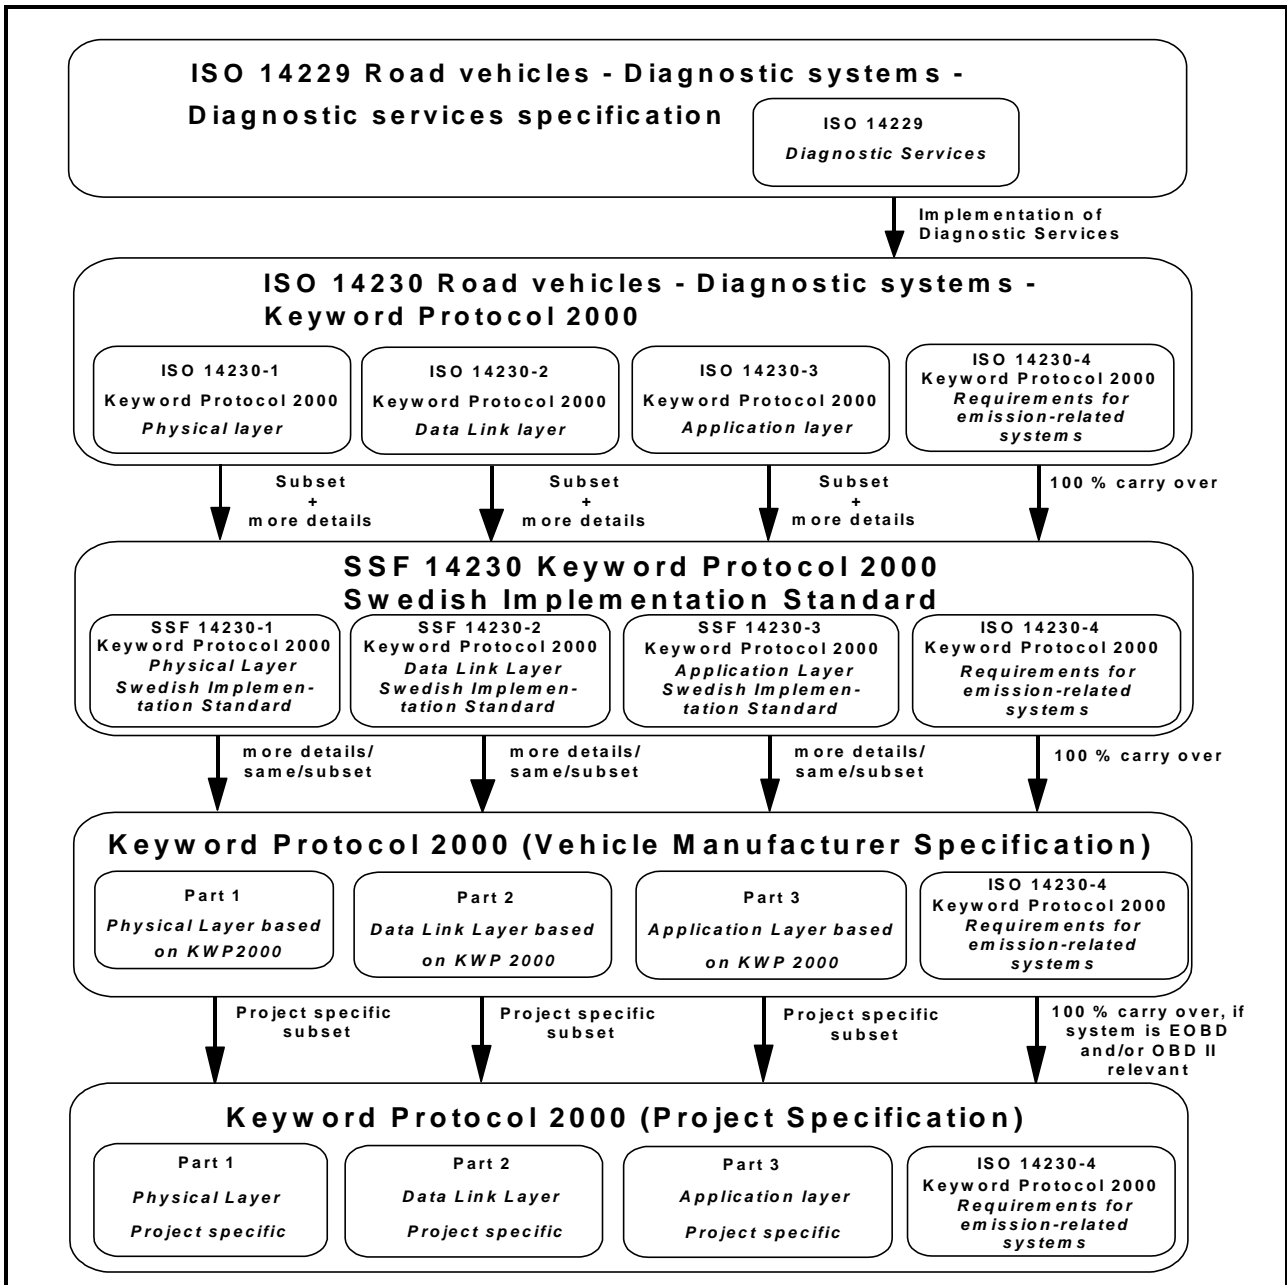 ISO 14229 Road vehicles - Diagnostic systems -
Diagnostic services specification
ISO 14229
Diagnostic Services
Implementation of
Diagnostic Services
ISO 14230 Road vehicles - Diagnostic systems -
Keyword Protocol 2000
ISO 14230-1
Keyword Protocol 2000
Physical layer
ISO 14230-2
Keyword Protocol 2000
Data Link layer
ISO 14230-3
Keyword Protocol 2000
Application layer
ISO 14230-4
Keyword Protocol 2000
Requirements for
emission-related
systems
Subset
+
more details
Subset
+
more details
Subset
+
more details
100 % carry over
SSF 14230 Keyword Protocol 2000
Swedish Implementation Standard
SSF 14230-1
Keyword Protocol 2000
Physical Layer
Swedish Implemen-
tation Standard
SSF 14230-2
Keyword Protocol 2000
Data Link Layer
Swedish Implemen-
tation Standard
SSF 14230-3
Keyword Protocol 2000
Application Layer
Swedish Implemen-
tation Standard
ISO 14230-4
Keyword Protocol 2000
Requirements for
emission-related
systems
more details/
same/subset
more details/
same/subset
more details/
same/subset
100 % carry over
Keyword Protocol 2000 (Vehicle Manufacturer Specification)
Part 1
Physical Layer based
on KWP2000
Part 2
Data Link Layer based
on KWP 2000
Part 3
Application Layer based
on KWP 2000
ISO 14230-4
Keyword Protocol 2000
Requirements for
emission-related
systems
Project specific
subset
Project specific
subset
Project specific
subset
100 % carry over, if
system is EOBD
and/or OBD II
relevant
Keyword Protocol 2000 (Project Specification)
Part 1
Physical Layer
Project specific
Part 2
Data Link Layer
Project specific
Part 3
Application layer
Project specific
ISO 14230-4
Keyword Protocol 2000
Requirements for
emission-related
systems